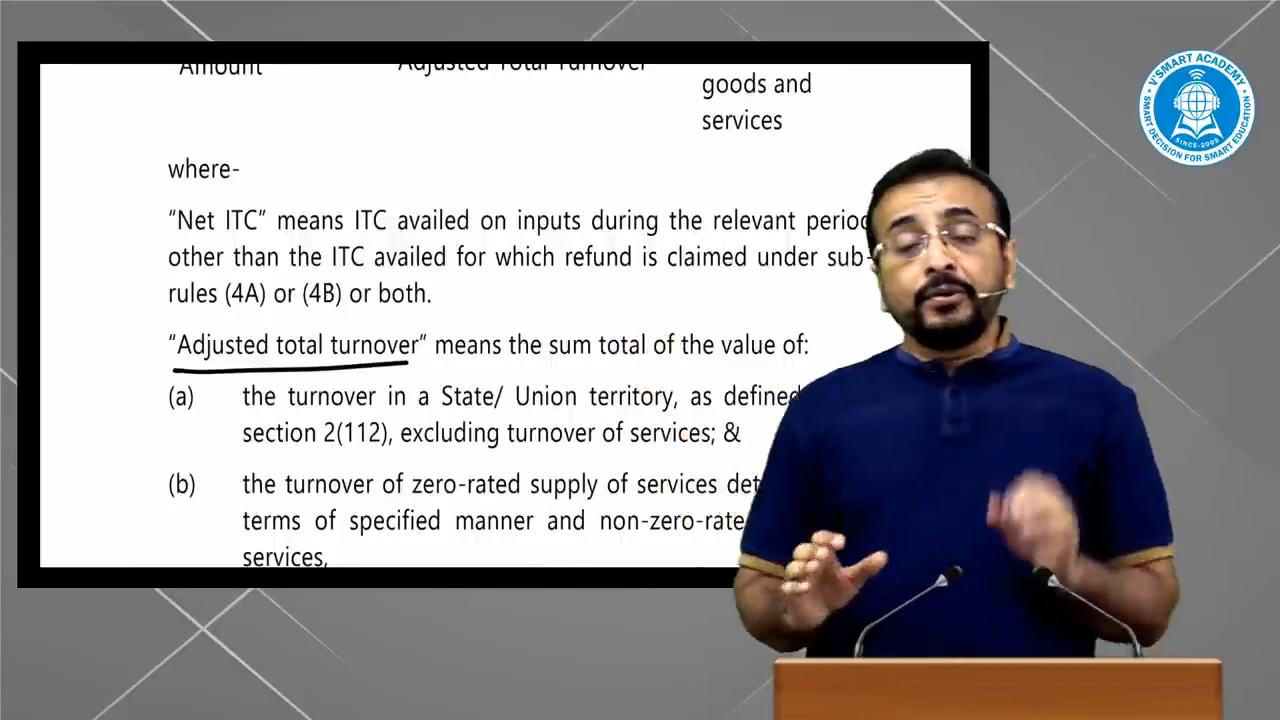 Amount Adjusted Total Turnover
goods and
services
where-
“Net ITC” means ITC availed on inputs during the relevant period
other than the ITC availed for which refund is claimed under sub-
rules (4A) or (4B) or both.
“Adjusted total turnover” means the sum total of the value of:
(a) the turnover in a State/ Union territory, as defined
section 2(112), excluding turnover of services; &
(b) the turnover of zero-rated supply of services
terms of specified manner and non-zero-rate
services,
V'SMART ACADEMY
SMART DECISION FOR SMART EDUCATION
SINCE-2009